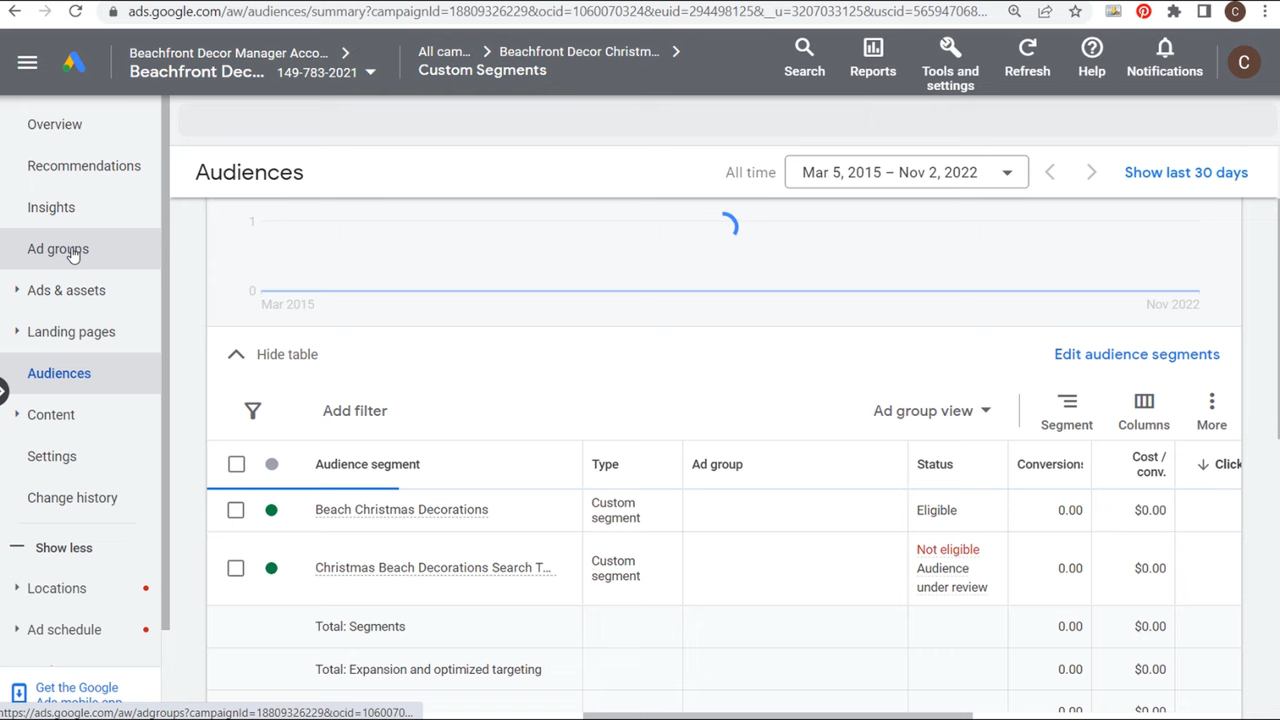 ads.google.com/aw/audiences/summary?campaignId=18809326229&ocid=1060070324&euid=294498125&__u=3207033125&uscid=565947068...
C
Beachfront Decor Manager Acco...
Beachfront Dec... 149-783-2021
All cam...
Beachfront Decor Christm...
Custom Segments
Search
Reports
Tools and
settings
Refresh
Help
Notifications
C
Overview
Recommendations
Insights
Ad groups
Ads & assets
Landing pages
Audiences
Content
Settings
Change history
Show less
Locations
Ad schedule
Get the Google
Ads mobile app
https://ads.google.com/aw/adgroups?campaignId=18809326229&ocid=1060070...
Audiences
All time
Mar 5, 2015 – Nov 2, 2022
Show last 30 days
1
0
Mar 2015
Nov 2022
Hide table
Edit audience segments
Add filter
Ad group view
Segment
Columns
More
Audience segment
Type
Ad group
Status
Conversions
Cost /
conv.
Click
Beach Christmas Decorations
Custom
segment
Eligible
0.00
$0.00
Christmas Beach Decorations Search T...
Custom
segment
Not eligible
Audience
under review
0.00
$0.00
Total: Segments
0.00
$0.00
Total: Expansion and optimized targeting
0.00
$0.00
0.00
$0.00